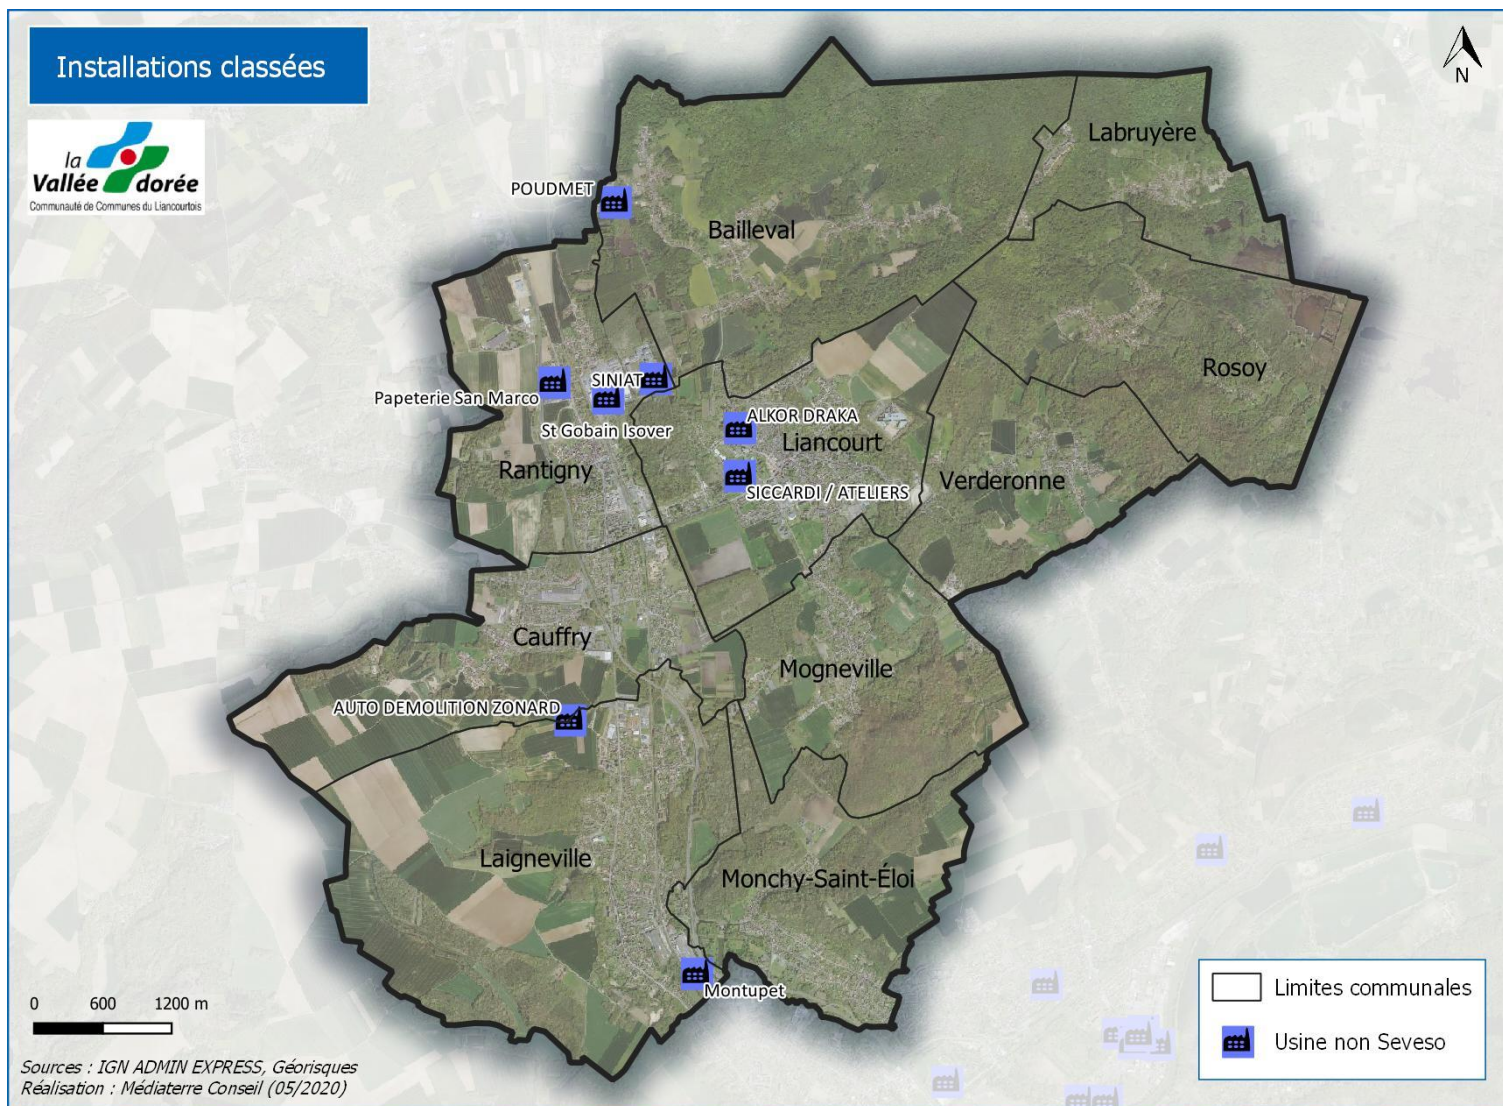 Installations classées
N
la
Vallée dorée
Communauté de Communes du Liancourtois
Labruyère
POUDMET
Bailleval
Rosoy
SINIAT
Papeterie San Marco
ALKOR DRAKA
St Gobain Isover
Liancourt
Rantigny
Verderonne
SICCARDI / ATELIERS
Cauffry
Mogneville
AUTO DEMOLITION ZONARD
Laigneville
Monchy-Saint-Éloi
Montupet
0 600 1200 m
Limites communales
Usine non Seveso
Sources : IGN ADMIN EXPRESS, Géorisques
Réalisation : Médiaterre Conseil (05/2020)